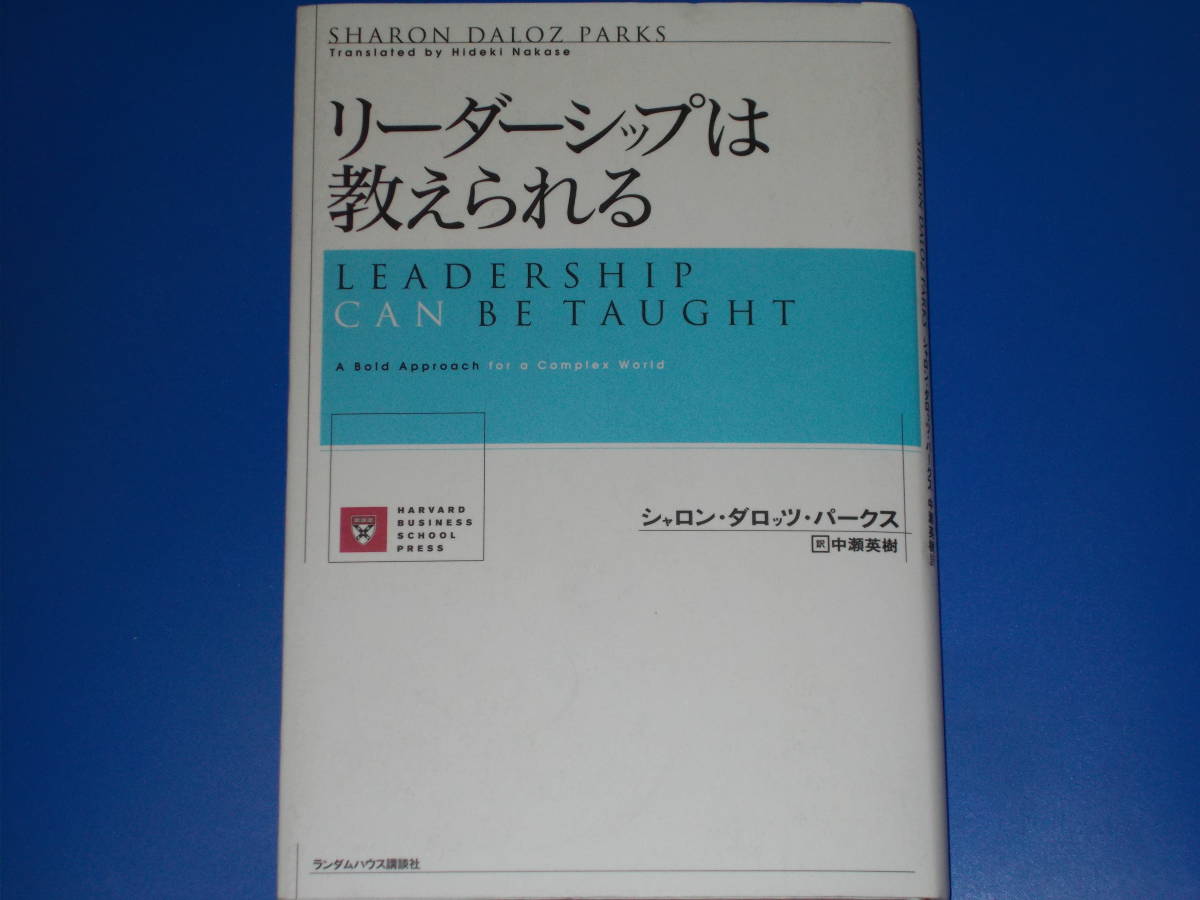 SHARON DALOZ PARKS
Translated by Hideki Nakase
リーダーシップは
教えられる
LEADERSHIP
CAN BE TAUGHT
A Bold Approach for a Complex World
HARVARD
BUSINESS
SCHOOL
PRESS
シャロン・ダロッツ・パークス
訳 中瀬英樹
ランダムハウス講談社
SHARON DALOZ PARKS